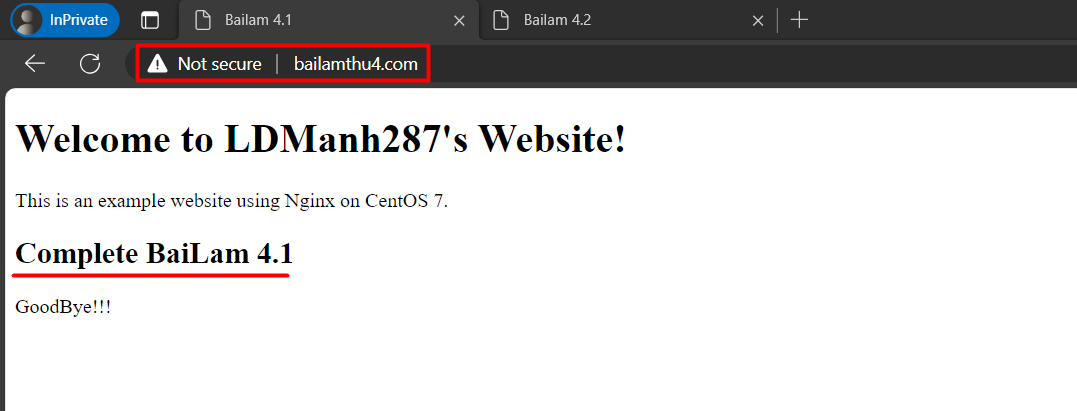 InPrivate
Bailam 4.1
Bailam 4.2
Not secure | bailamthu4.com
Welcome to LDManh287's Website!
This is an example website using Nginx on CentOS 7.
Complete BaiLam 4.1
GoodBye!!!